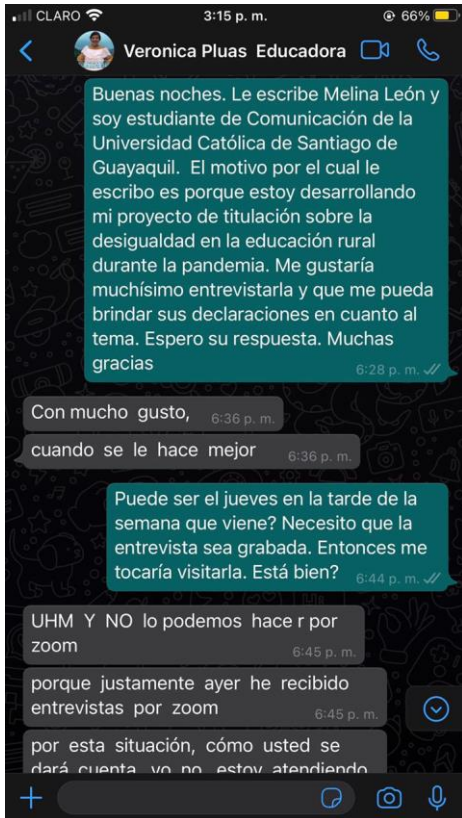 CLARO 3:15 p. m. 66%
Veronica Pluas Educadora
Buenas noches. Le escribe Melina León y
soy estudiante de Comunicación de la
Universidad Católica de Santiago de
Guayaquil. El motivo por el cual le
escribo es porque estoy desarrollando
mi proyecto de titulación sobre la
desigualdad en la educación rural
durante la pandemia. Me gustaría
muchísimo entrevistarla y que me pueda
brindar sus declaraciones en cuanto al
tema. Espero su respuesta. Muchas
gracias 6:28 p. m.
Con mucho gusto, 6:36 p. m.
cuando se le hace mejor 6:36 p. m.
Puede ser el jueves en la tarde de la
semana que viene? Necesito que la
entrevista sea grabada. Entonces me
tocaría visitarla. Está bien? 6:44 p. m.
UHM Y NO lo podemos hace r por
zoom 6:45 p. m.
porque justamente ayer he recibido
entrevistas por zoom 6:45 p. m.
por esta situación, cómo usted se
dará cuenta yo no estoy atendiendo